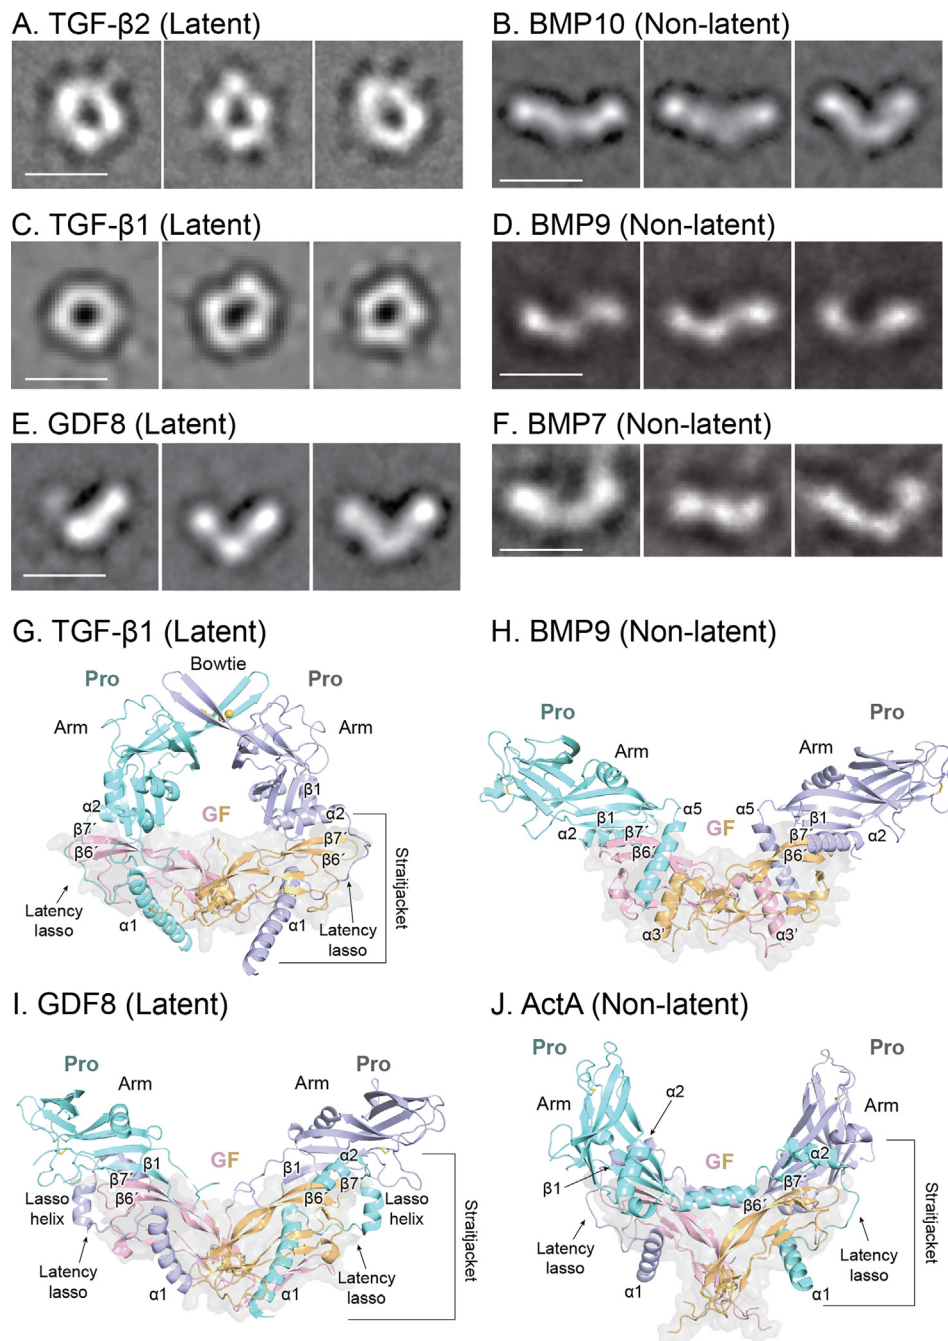 A. TGF-β2 (Latent)
B. BMP10 (Non-latent)
C. TGF-β1 (Latent)
D. BMP9 (Non-latent)
E. GDF8 (Latent)
F. BMP7 (Non-latent)
G. TGF-β1 (Latent)
Bowtie
Pro
Pro
Arm
Arm
β1
α2
α2
GF
β7´
β6´
β7´
β6´
Latency
lasso
α1
α1
Latency
lasso
Straitjacket
H. BMP9 (Non-latent)
Pro
Pro
Arm
Arm
α5
α5
β1
β1
α2
α2
GF
β7´
β6´
β7´
β6´
α3’
α3’
I. GDF8 (Latent)
Pro
Pro
Arm
Arm
GF
β1
β1
α2
β7´
β6´
β6´
β7´
Lasso
helix
Lasso
helix
Latency
lasso
α1
α1
Latency
lasso
Straitjacket
J. ActA (Non-latent)
Pro
Pro
α2
Arm
Arm
GF
α2
β1
β7´
β6´
Latency
lasso
Latency
lasso
α1
α1
Straitjacket